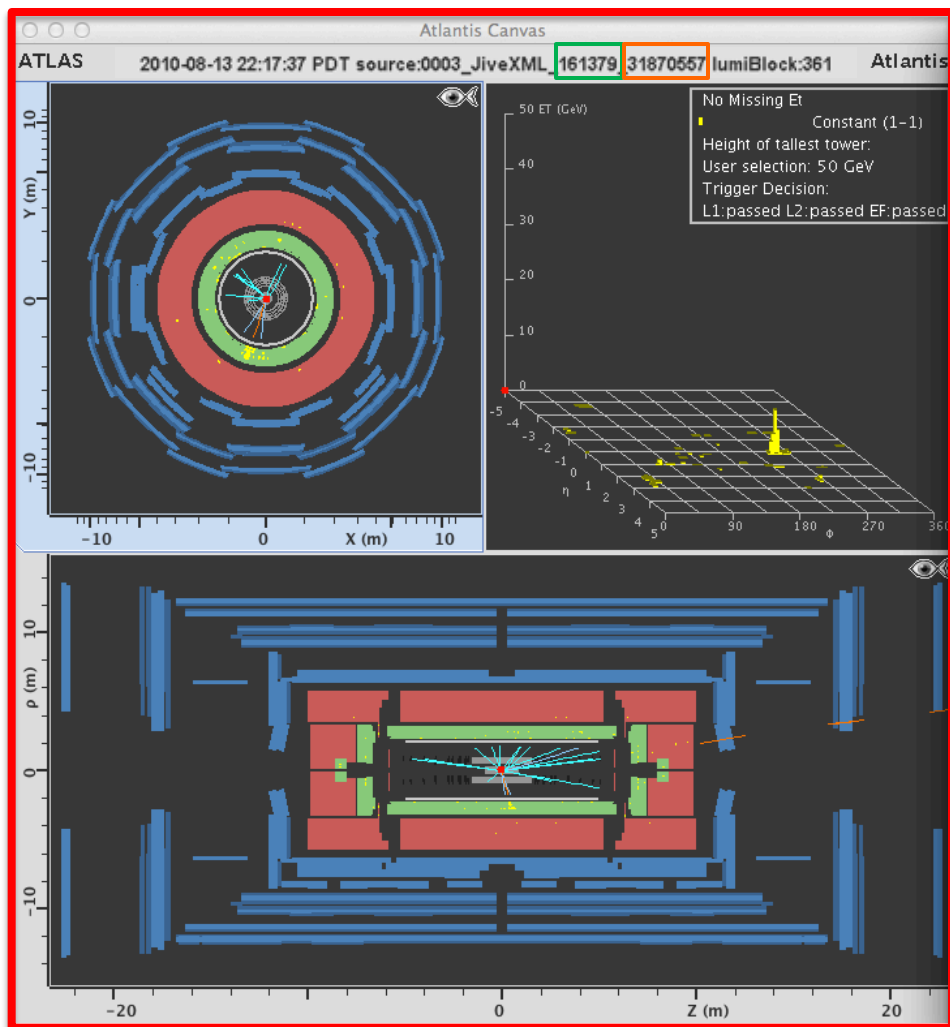 Atlantis Canvas
ATLAS 2010-08-13 22:17:37 PDT source:0003_JiveXML_161379_31870557 lumiBlock:361 Atlantis
10
Y (m)
0
-10
-10 0 X (m) 10
50 ET (GeV)
40
30
20
10
0
No Missing Et
Constant (1-1)
Height of tallest tower:
User selection: 50 GeV
Trigger Decision:
L1:passed L2:passed EF:passed
-5
-4
-3
-2
-1
0
η
1
2
3
4
5
0 90 180 270 360
Φ
10
ρ (m)
0
-10
-20 0 Z (m) 20